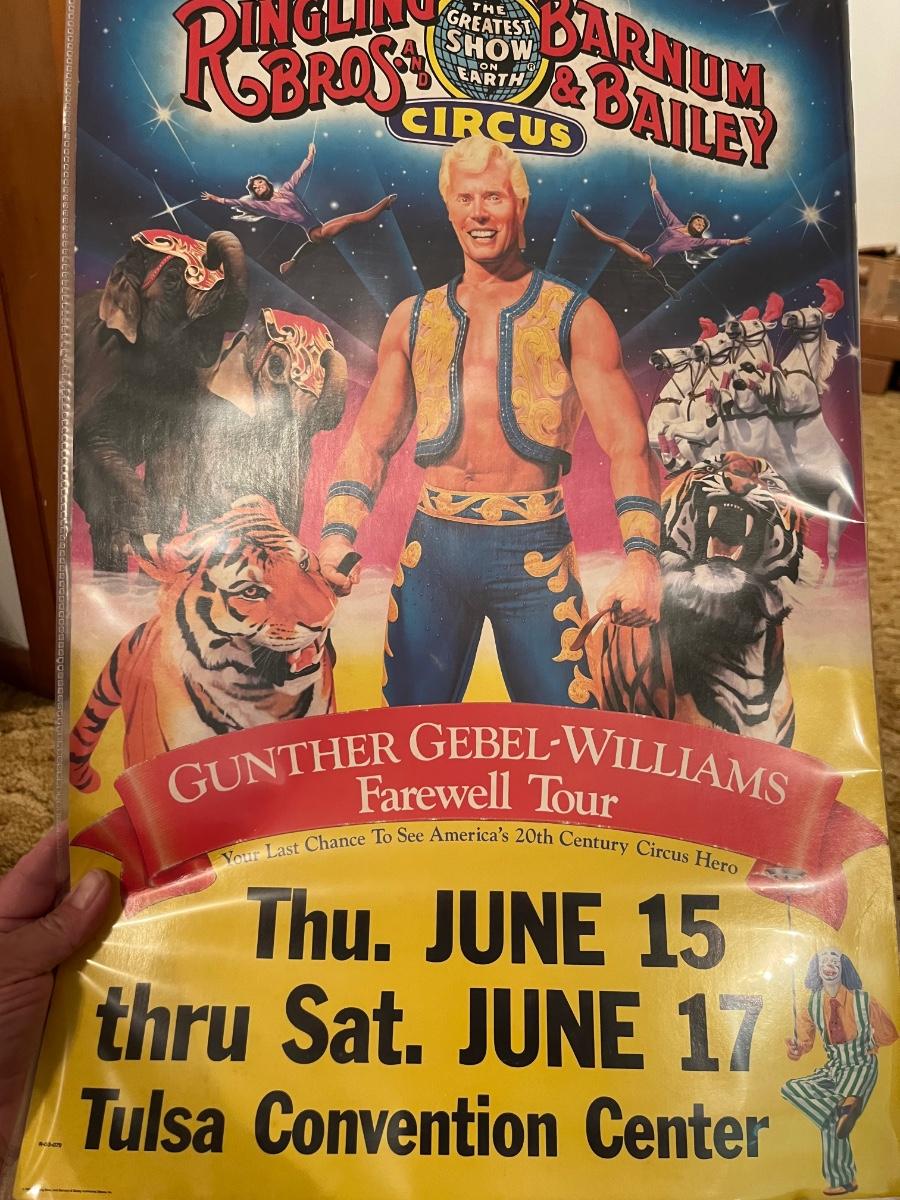 RINGLING BROS. AND
THE
GREATEST
SHOW
ON
EARTH®
BARNUM & BAILEY
CIRCUS
GUNTHER GEBEL-WILLIAMS
Farewell Tour
Your Last Chance To See America's 20th Century Circus Hero
Thu. JUNE 15
thru Sat. JUNE 17
Tulsa Convention Center